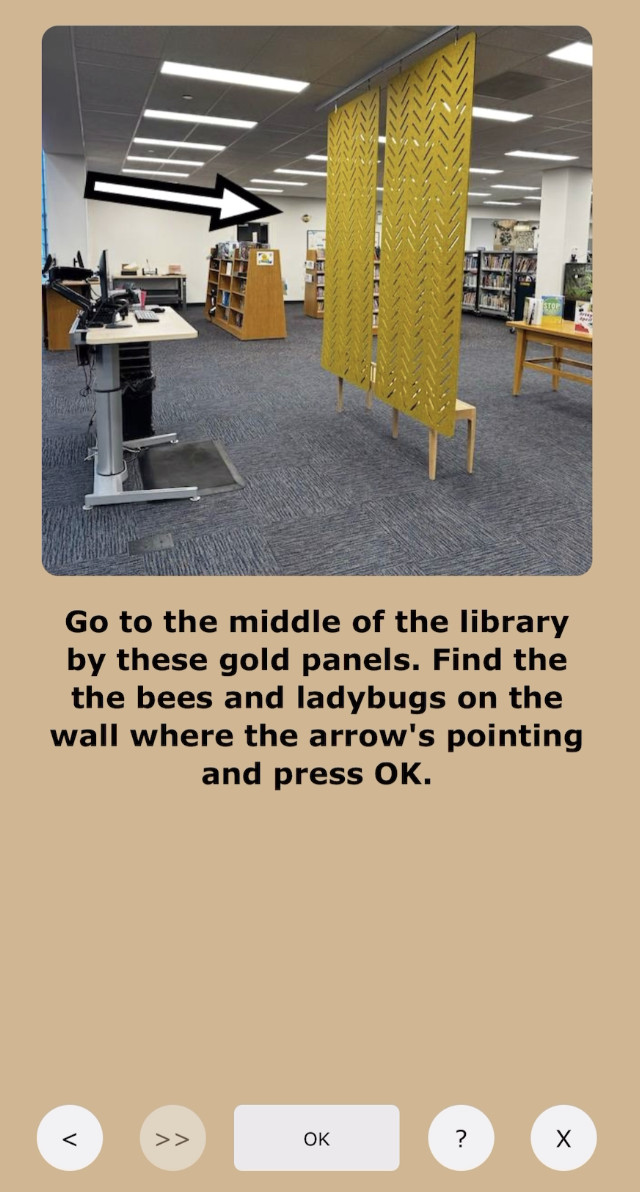 Go to the middle of the library
by these gold panels. Find the
the bees and ladybugs on the
wall where the arrow's pointing
and press OK.
< >> OK ? X